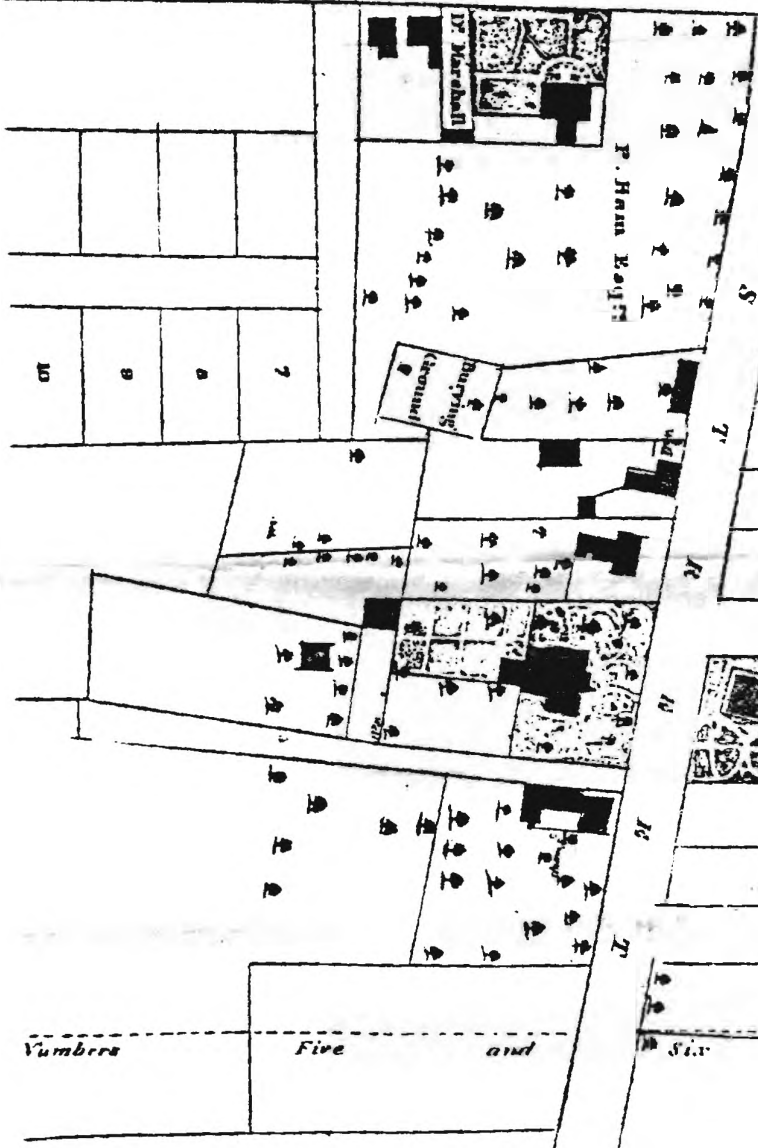 Dr. Marshall
P. Ham Esqr.
S T R E E T
Burying
Ground
10
9
8
7
Numbers Five and Six